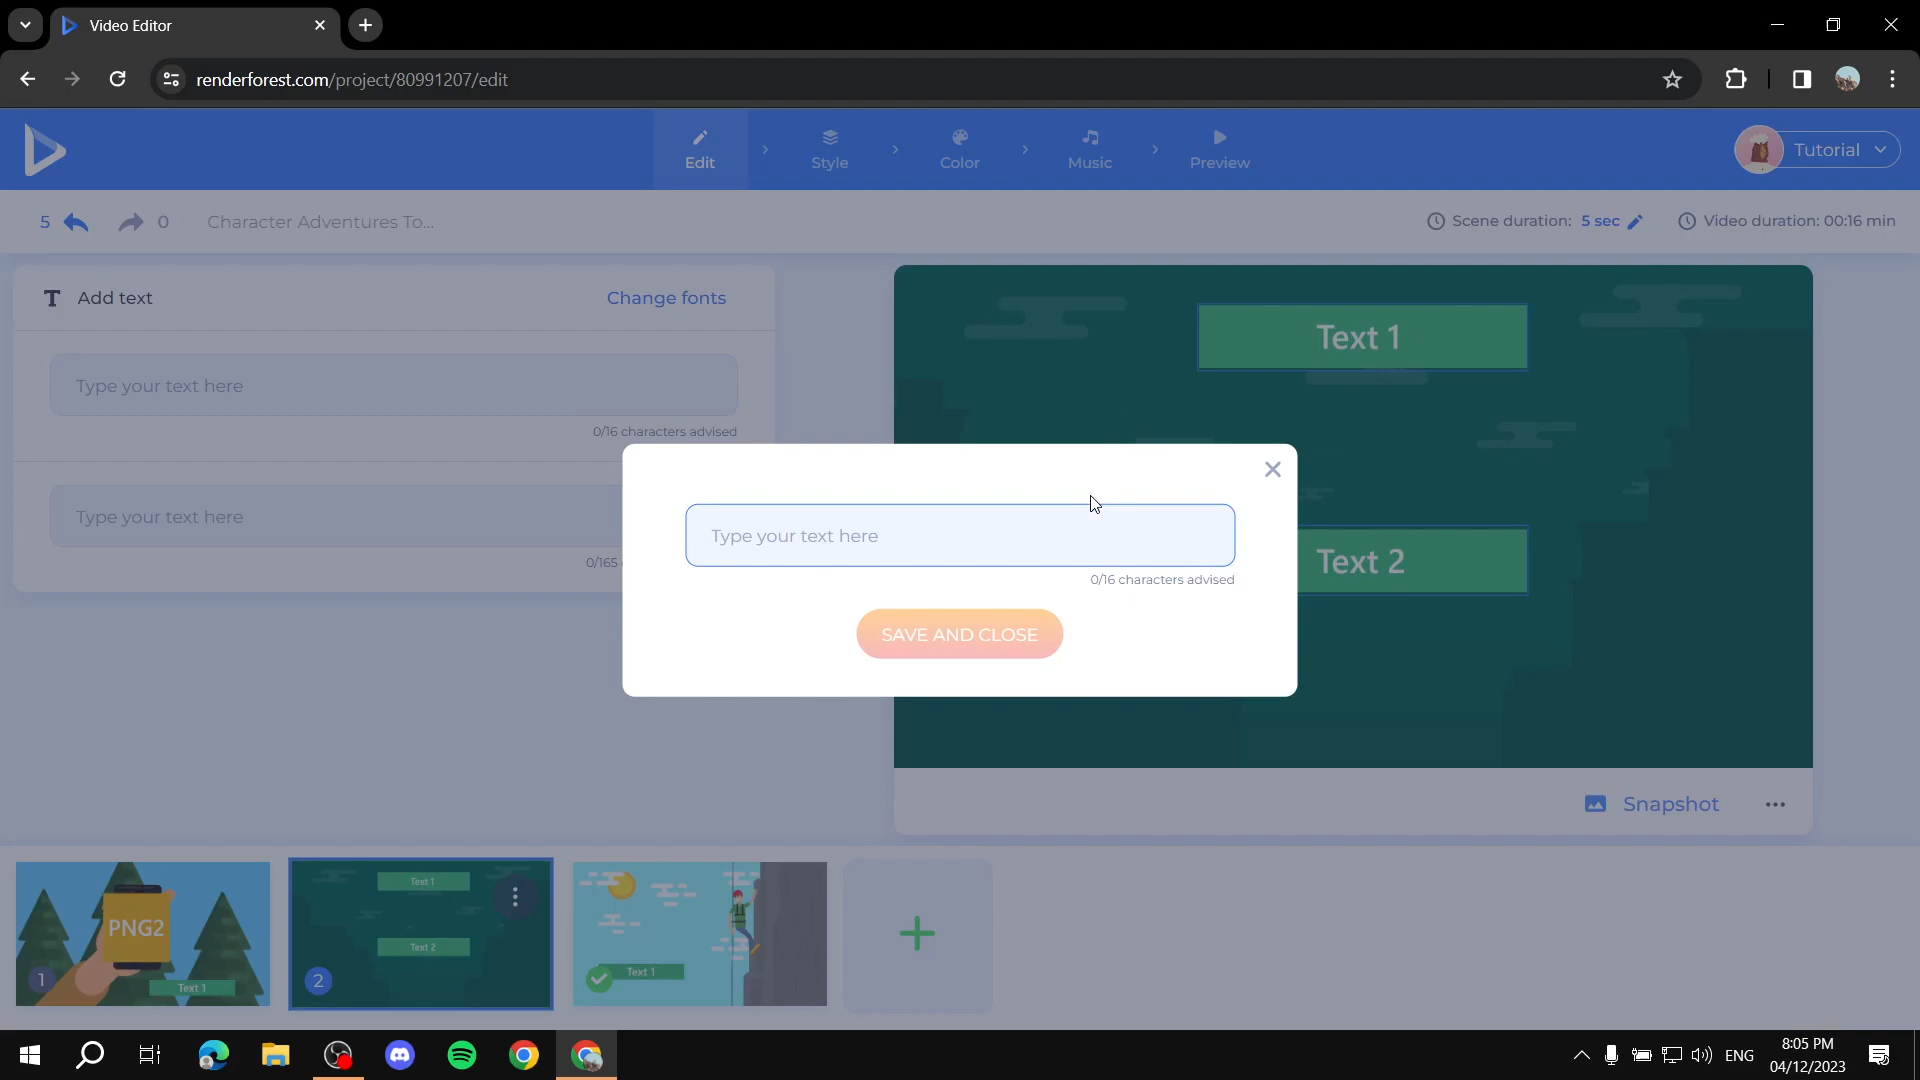 Video Editor
renderforest.com/project/80991207/edit
Edit
Style
Color
Music
Preview
Tutorial
5
0
Character Adventures To...
Scene duration: 5 sec
Video duration: 00:16 min
Add text
Change fonts
Type your text here
0/16 characters advised
Type your text here
0/165
Text 1
Text 2
Type your text here
0/16 characters advised
SAVE AND CLOSE
Snapshot
PNG2
1
Text 1
Text 1
Text 2
2
Text 1
ENG
8:05 PM
04/12/2023